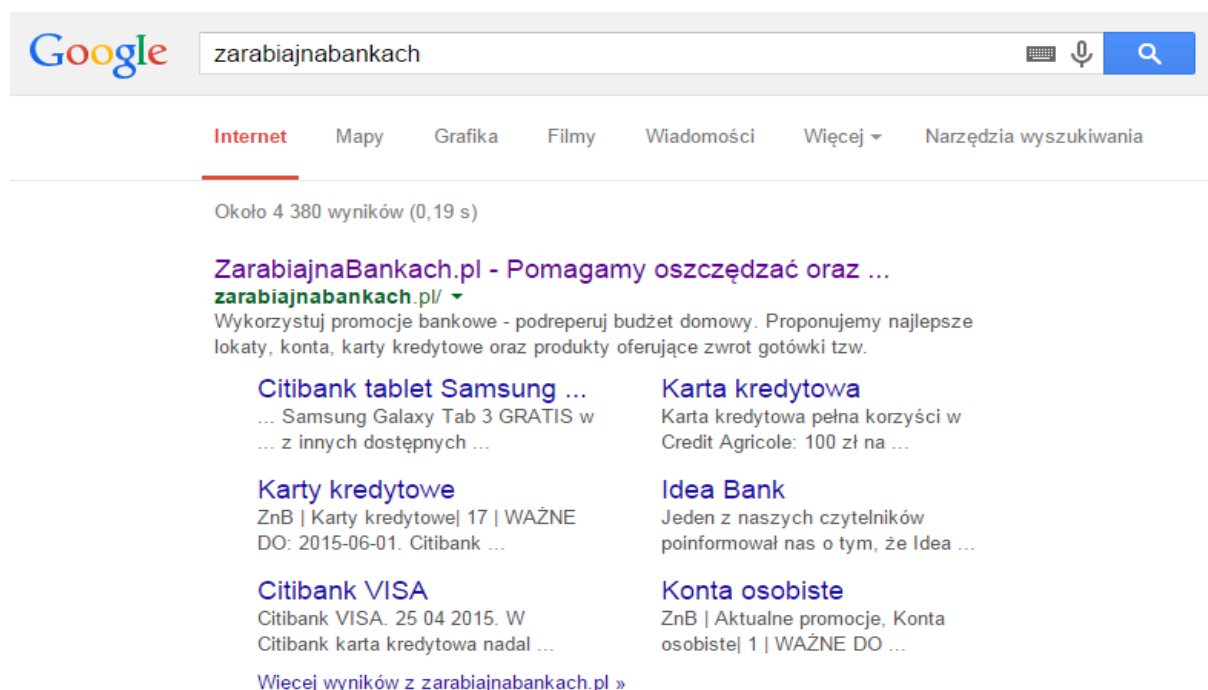 Google zarabiajnabankach
Internet Mapy Grafika Filmy Wiadomości Więcej Narzędzia wyszukiwania
Około 4 380 wyników (0,19 s)
ZarabiajnaBankach.pl - Pomagamy oszczędzać oraz ...
zarabiajnabankach.pl/
Wykorzystuj promocje bankowe - podreperuj budżet domowy. Proponujemy najlepsze
lokaty, konta, karty kredytowe oraz produkty oferujące zwrot gotówki tzw.
Citibank tablet Samsung ...
... Samsung Galaxy Tab 3 GRATIS w
... z innych dostępnych ...
Karta kredytowa
Karta kredytowa pełna korzyści w
Credit Agricole: 100 zł na ...
Karty kredytowe
ZnB | Karty kredytowe| 17 | WAŻNE
DO: 2015-06-01. Citibank ...
Idea Bank
Jeden z naszych czytelników
poinformował nas o tym, że Idea ...
Citibank VISA
Citibank VISA. 25 04 2015. W
Citibank karta kredytowa nadal ...
Konta osobiste
ZnB | Aktualne promocje, Konta
osobiste| 1 | WAŻNE DO ...
Więcej wyników z zarabiajnabankach.pl »